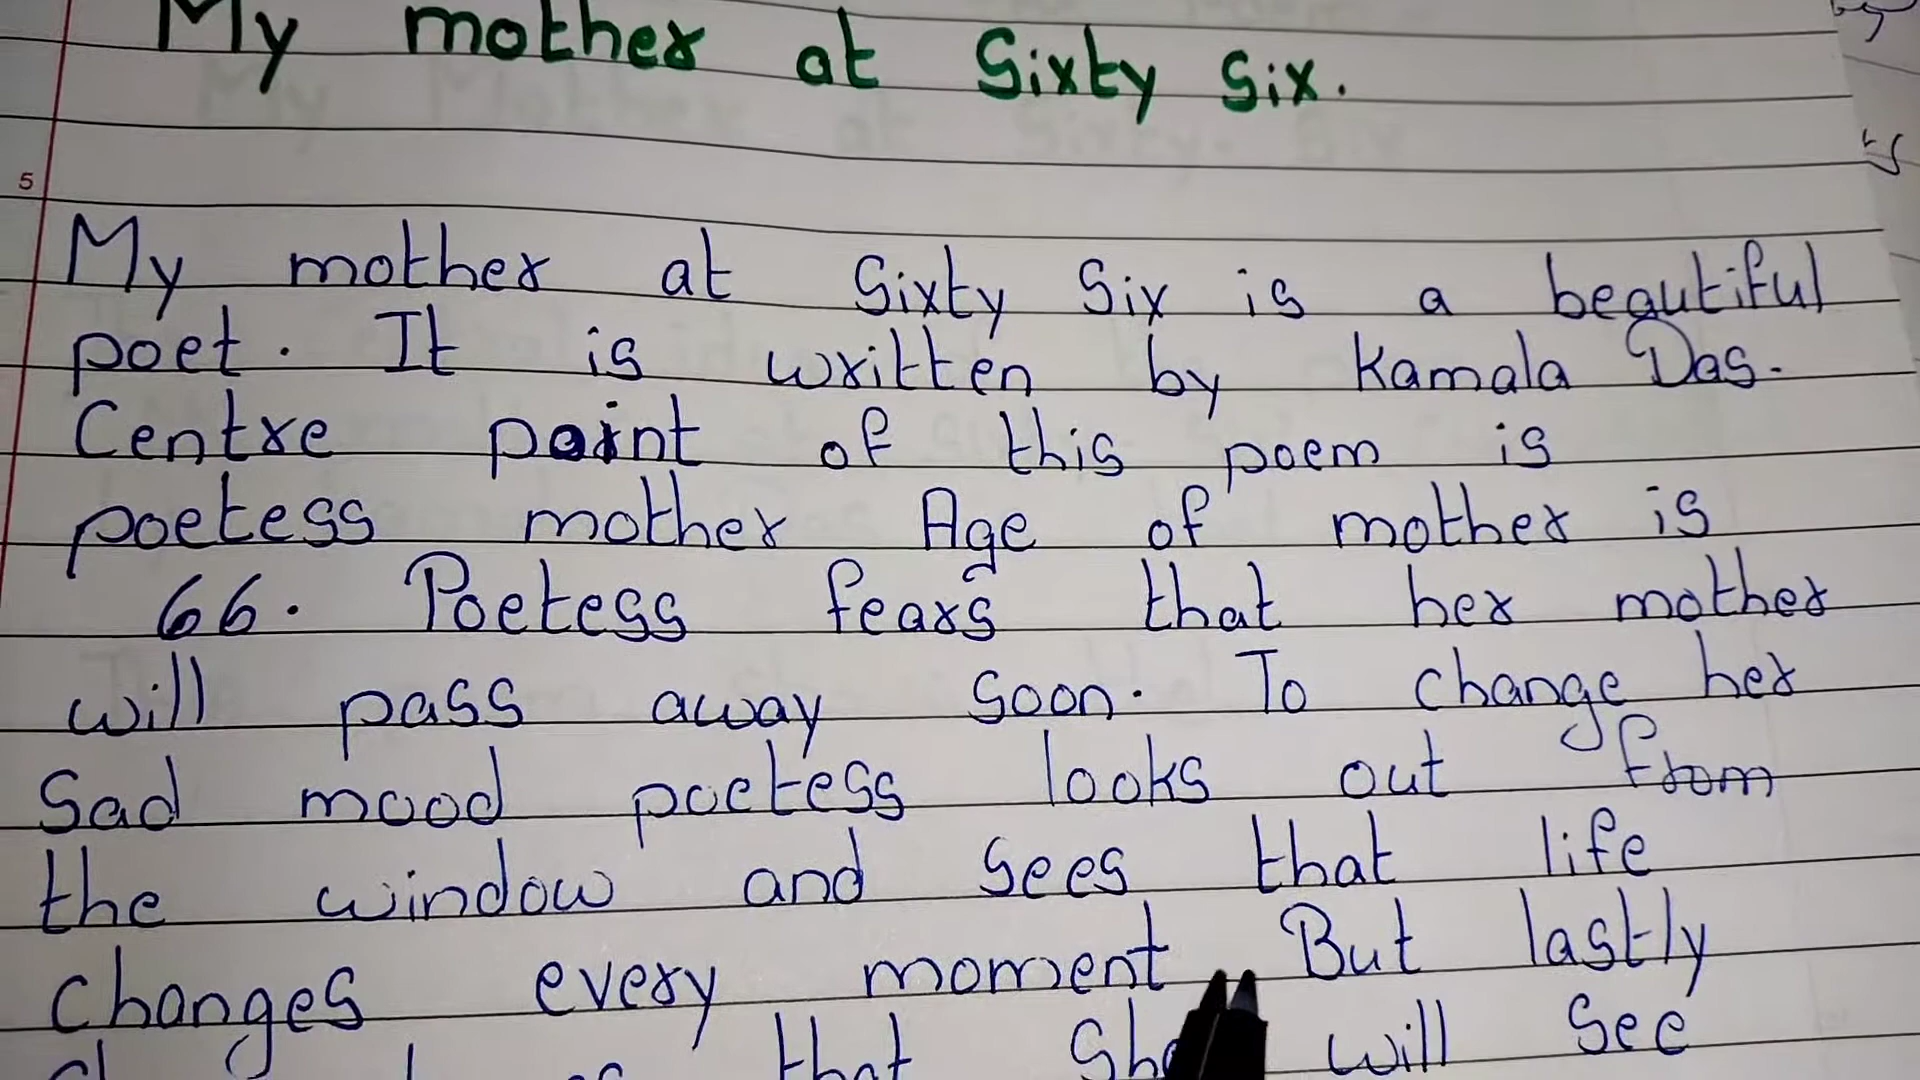 My mother at Sixty Six.
5
My mother at Sixty Six is a beautiful
poet. It is written by Kamala Das.
Centre point of this poem is
poetess mother Age of mother is
66. Poetess fears that her mother
will pass away soon. To change her
Sad mood poetess looks out from
the window and sees that life
changes every moment But lastly
that will see